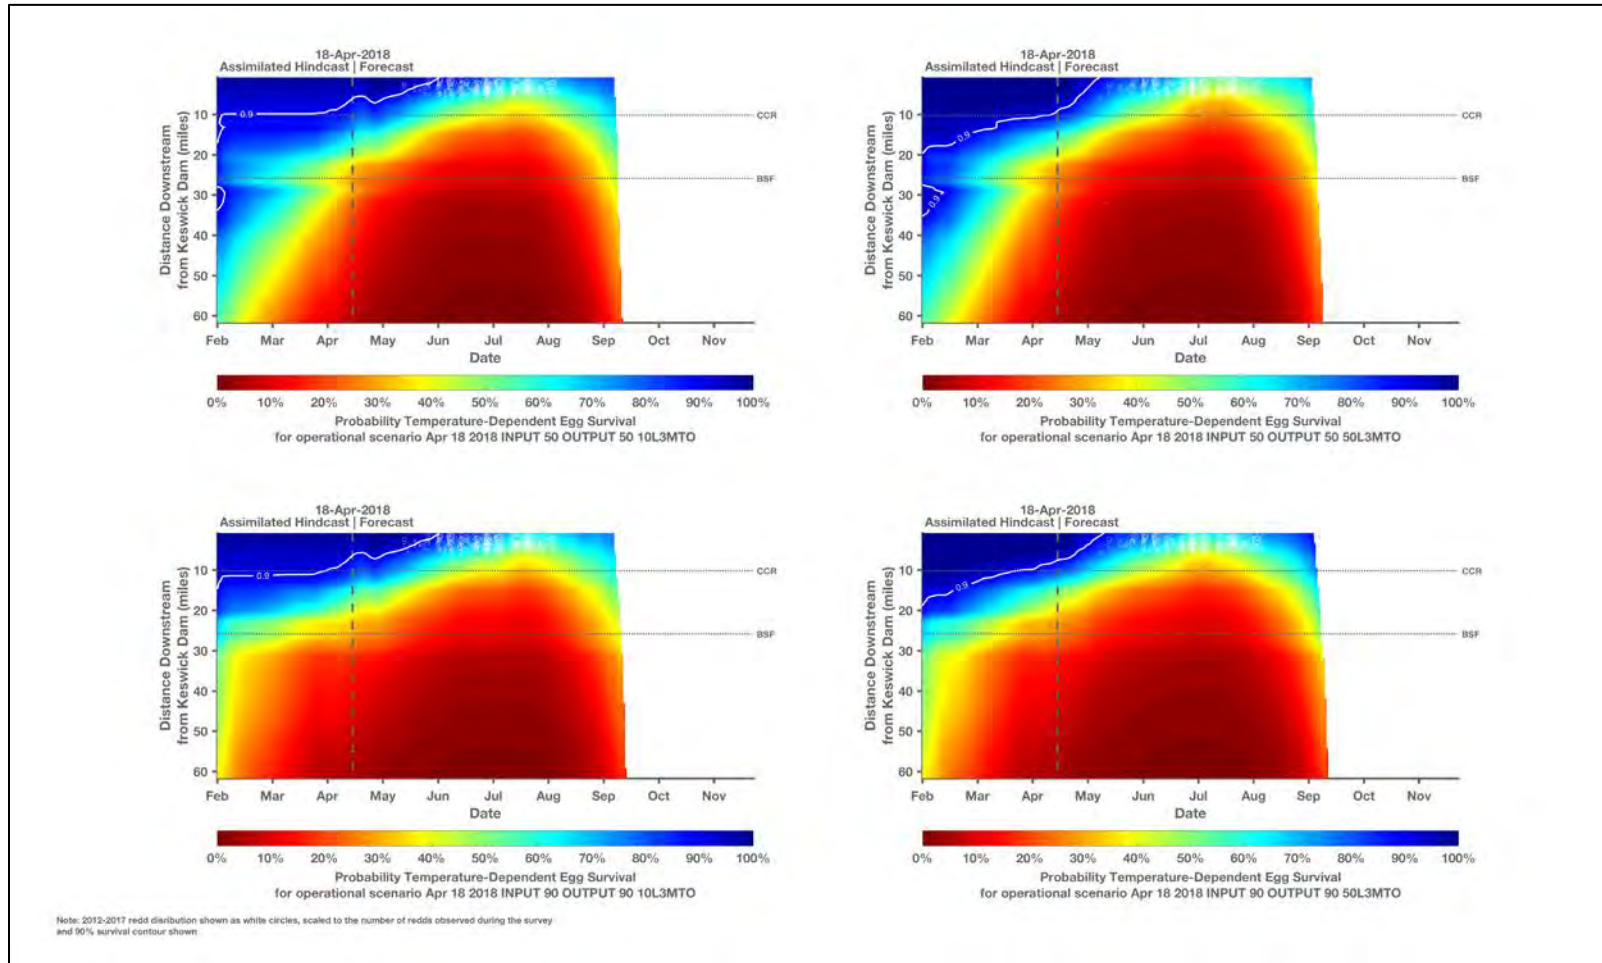 18-Apr-2018
Assimilated Hindcast | Forecast
0.9
0.9
CCR
BSF
10
20
30
40
50
60
Distance Downstream
from Keswick Dam (miles)
Feb Mar Apr May Jun Jul Aug Sep Oct Nov
Date
0% 10% 20% 30% 40% 50% 60% 70% 80% 90% 100%
Probability Temperature-Dependent Egg Survival
for operational scenario Apr 18 2018 INPUT 50 OUTPUT 50 10L3MTO
18-Apr-2018
Assimilated Hindcast | Forecast
0.9
0.9
CCR
BSF
10
20
30
40
50
60
Distance Downstream
from Keswick Dam (miles)
Feb Mar Apr May Jun Jul Aug Sep Oct Nov
Date
0% 10% 20% 30% 40% 50% 60% 70% 80% 90% 100%
Probability Temperature-Dependent Egg Survival
for operational scenario Apr 18 2018 INPUT 50 OUTPUT 50 50L3MTO
18-Apr-2018
Assimilated Hindcast | Forecast
0.9
CCR
BSF
10
20
30
40
50
60
Distance Downstream
from Keswick Dam (miles)
Feb Mar Apr May Jun Jul Aug Sep Oct Nov
Date
0% 10% 20% 30% 40% 50% 60% 70% 80% 90% 100%
Probability Temperature-Dependent Egg Survival
for operational scenario Apr 18 2018 INPUT 90 OUTPUT 90 10L3MTO
18-Apr-2018
Assimilated Hindcast | Forecast
0.9
CCR
BSF
10
20
30
40
50
60
Distance Downstream
from Keswick Dam (miles)
Feb Mar Apr May Jun Jul Aug Sep Oct Nov
Date
0% 10% 20% 30% 40% 50% 60% 70% 80% 90% 100%
Probability Temperature-Dependent Egg Survival
for operational scenario Apr 18 2018 INPUT 90 OUTPUT 90 50L3MTO
Note: 2012-2017 redd disribution shown as white circles, scaled to the number of redds observed during the survey
and 90% survival contour shown